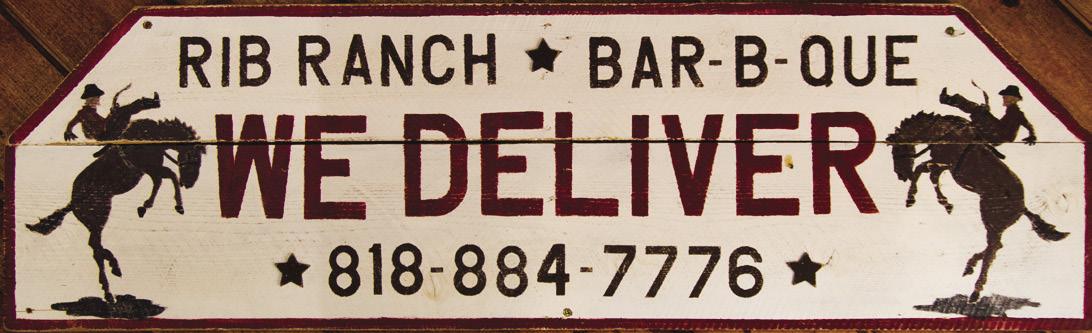 RIB RANCH ★ BAR-B-QUE
WE DELIVER
★ 818-884-7776 ★